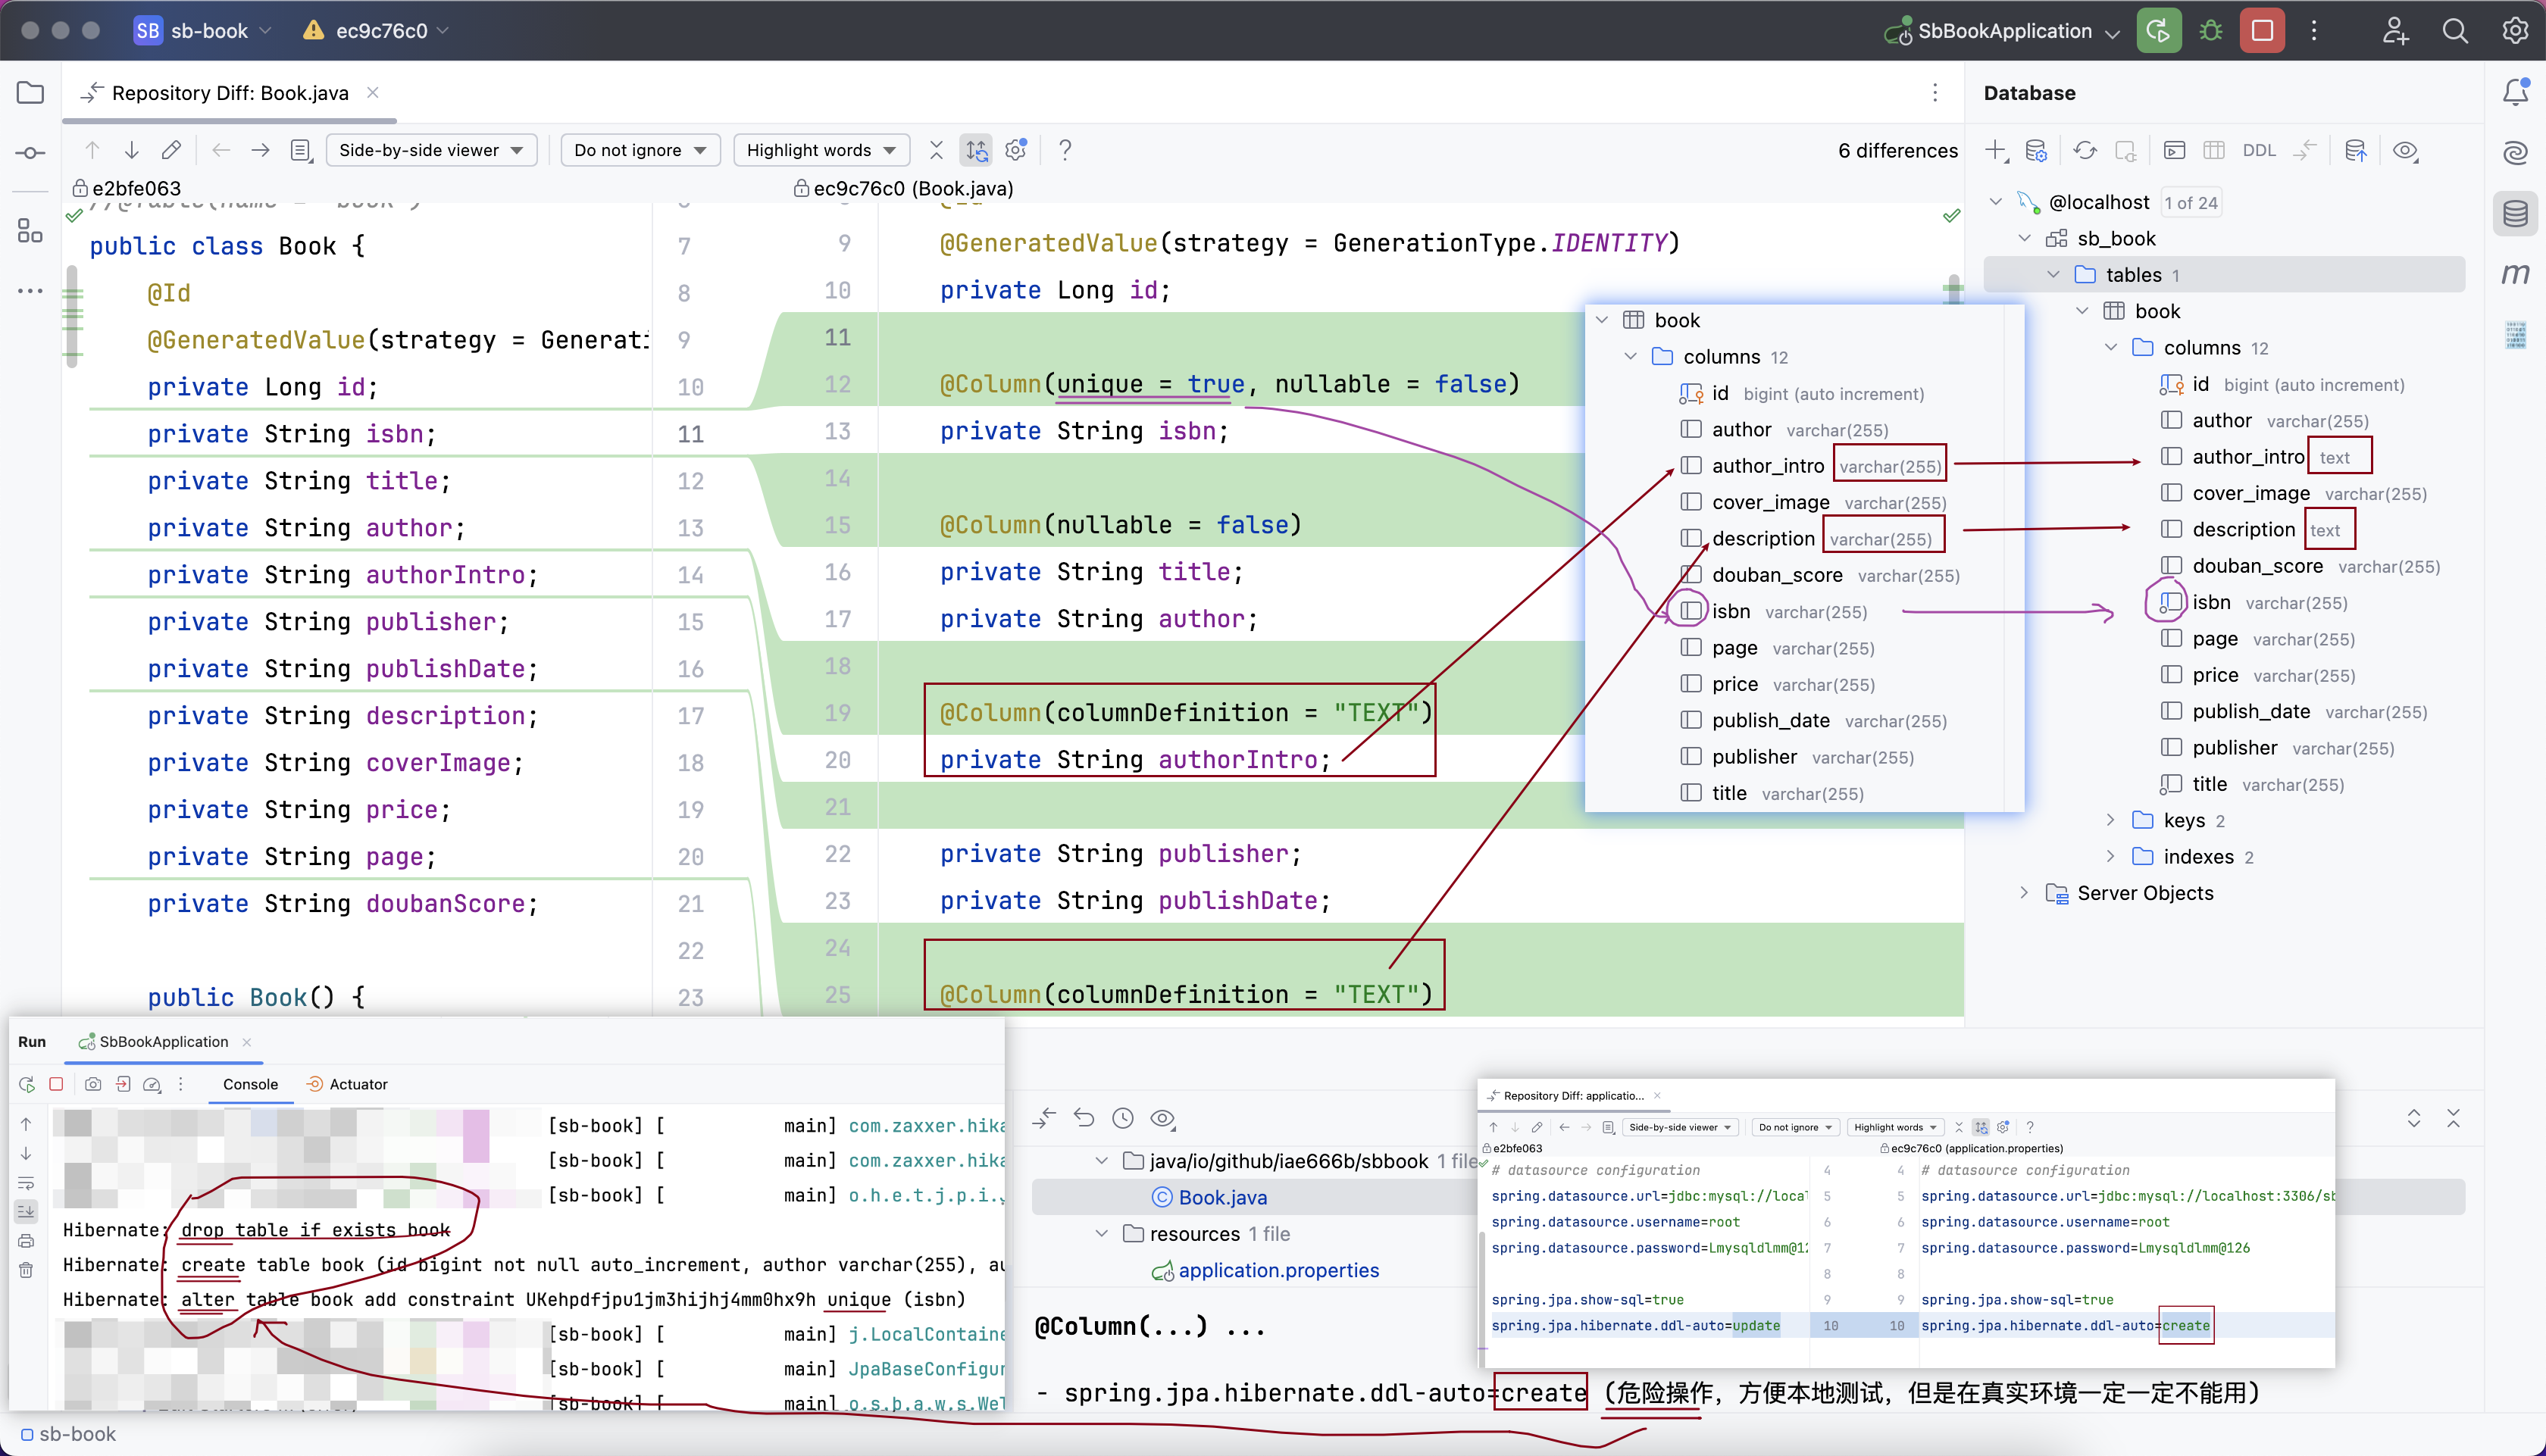 SB sb-book ec9c76c0 SbBookApplication
Repository Diff: Book.java
Side-by-side viewer Do not ignore Highlight words ? 6 differences
e2bfe063
ec9c76c0 (Book.java)
public class Book { 7
@Id 8
@GeneratedValue(strategy = Generati 9
private Long id; 10
private String isbn; 11
private String title; 12
private String author; 13
private String authorIntro; 14
private String publisher; 15
private String publishDate; 16
private String description; 17
private String coverImage; 18
private String price; 19
private String page; 20
private String doubanScore; 21
22
public Book() { 23
9 @GeneratedValue(strategy = GenerationType.IDENTITY)
10 private Long id;
11
12 @Column(unique = true, nullable = false)
13 private String isbn;
14
15 @Column(nullable = false)
16 private String title;
17 private String author;
18
19 @Column(columnDefinition = "TEXT")
20 private String authorIntro;
21
22 private String publisher;
23 private String publishDate;
24
25 @Column(columnDefinition = "TEXT")
book
columns 12
id bigint (auto increment)
author varchar(255)
author_intro varchar(255)
cover_image varchar(255)
description varchar(255)
douban_score varchar(255)
isbn varchar(255)
page varchar(255)
price varchar(255)
publish_date varchar(255)
publisher varchar(255)
title varchar(255)
Database
DDL
@localhost 1 of 24
sb_book
tables 1
book
columns 12
id bigint (auto increment)
author varchar(255)
author_intro text
cover_image varchar(255)
description text
douban_score varchar(255)
isbn varchar(255)
page varchar(255)
price varchar(255)
publish_date varchar(255)
publisher varchar(255)
title varchar(255)
keys 2
indexes 2
Server Objects
m
Run SbBookApplication
Console Actuator
[sb-book] [ main] com.zaxxer.hika
[sb-book] [ main] com.zaxxer.hika
[sb-book] [ main] o.h.e.t.j.p.i.
Hibernate: drop table if exists book
Hibernate: create table book (id bigint not null auto_increment, author varchar(255), au
Hibernate: alter table book add constraint UKehpdfjpu1jm3hijhj4mm0hx9h unique (isbn)
[sb-book] [ main] j.LocalContaine
[sb-book] [ main] JpaBaseConfigur
[sb-book] [ main] o.s.b.a.w.s.Wel
java/io/github/iae666b/sbbook 1 file
Book.java
resources 1 file
application.properties
@Column(...) ...
- spring.jpa.hibernate.ddl-auto=create (危险操作，方便本地测试，但是在真实环境一定一定不能用)
Repository Diff: applicatio...
Side-by-side viewer Do not ignore Highlight words ?
e2bfe063
ec9c76c0 (application.properties)
# datasource configuration 4
spring.datasource.url=jdbc:mysql://local 5
spring.datasource.username=root 6
spring.datasource.password=Lmysqldlmm@12 7
8
spring.jpa.show-sql=true 9
spring.jpa.hibernate.ddl-auto=update 10
4 # datasource configuration
5 spring.datasource.url=jdbc:mysql://localhost:3306/sb
6 spring.datasource.username=root
7 spring.datasource.password=Lmysqldlmm@126
8
9 spring.jpa.show-sql=true
10 spring.jpa.hibernate.ddl-auto=create
sb-book